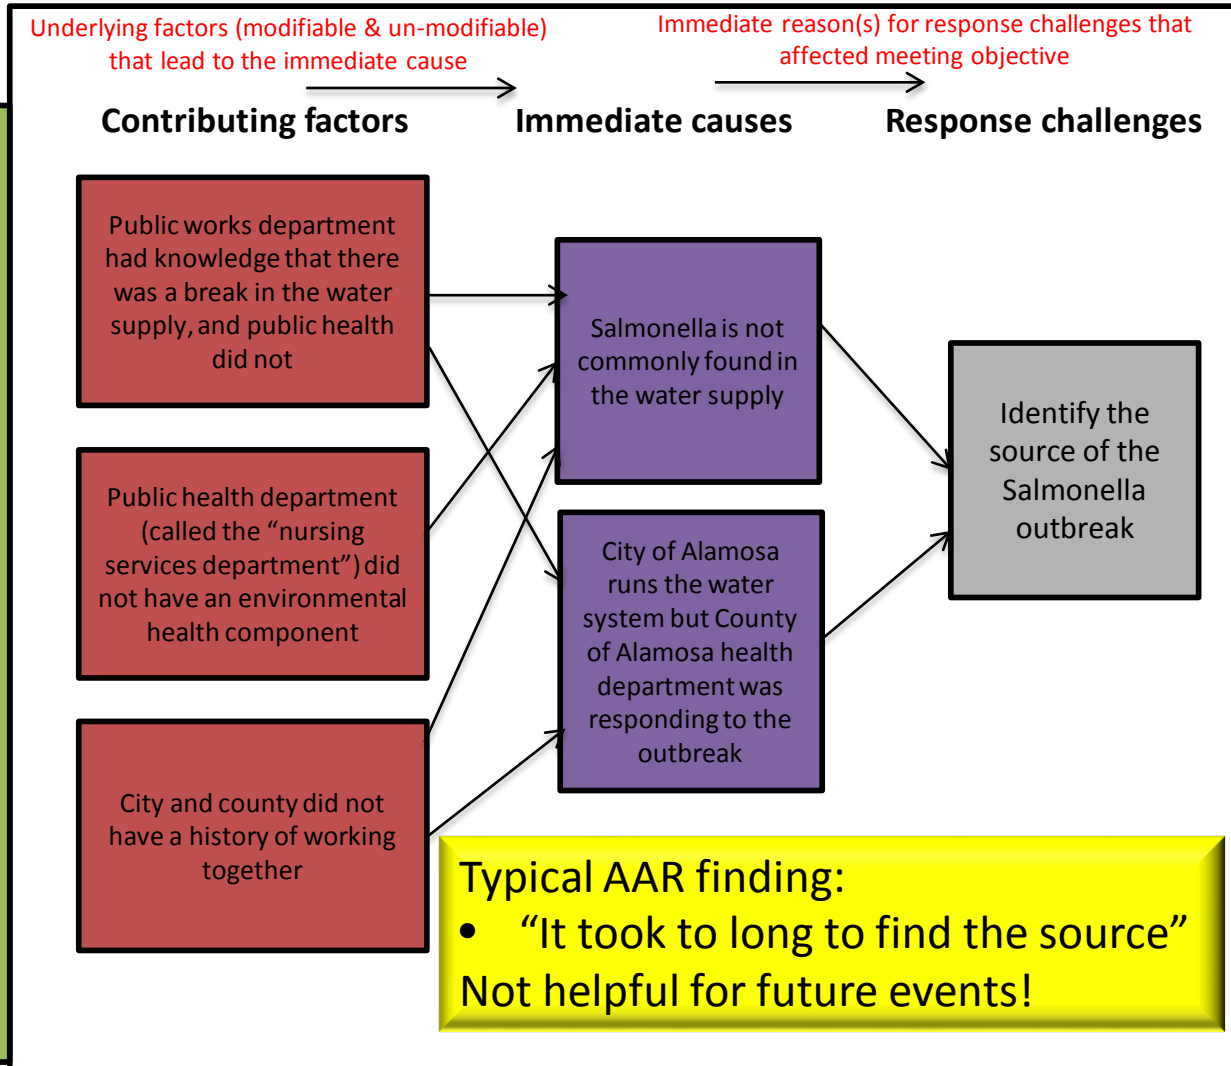 Underlying factors (modifiable & un-modifiable)
that lead to the immediate cause
Immediate reason(s) for response challenges that
affected meeting objective
Contributing factors
Immediate causes
Response challenges
Public works department
had knowledge that there
was a break in the water
supply, and public health
did not
Public health department
(called the “nursing
services department”) did
not have an environmental
health component
City and county did not
have a history of working
together
Salmonella is not
commonly found in
the water supply
City of Alamosa
runs the water
system but County
of Alamosa health
department was
responding to the
outbreak
Identify the
source of the
Salmonella
outbreak
Typical AAR finding:
• “It took to long to find the source”
Not helpful for future events!